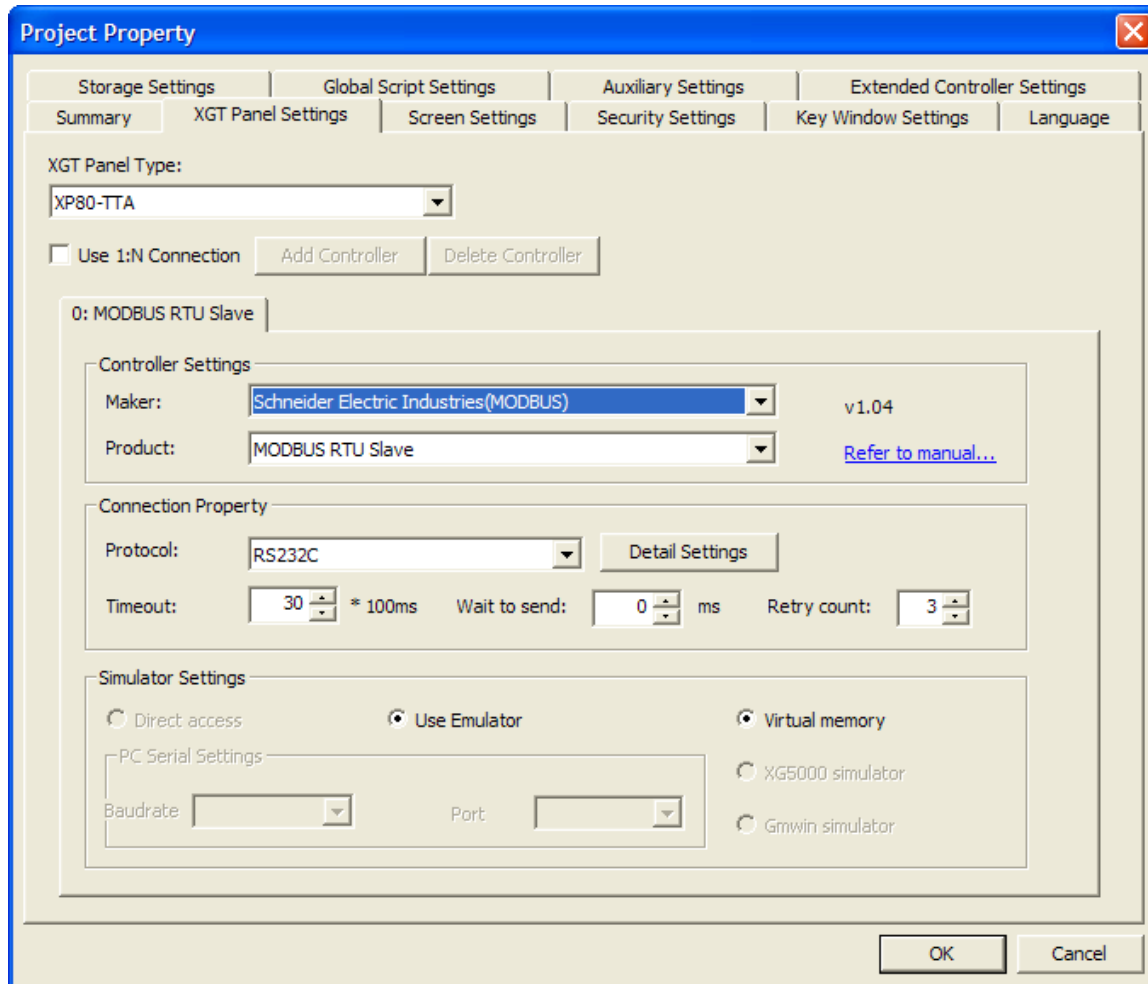 Project Property
Storage Settings Global Script Settings Auxiliary Settings Extended Controller Settings
Summary XGT Panel Settings Screen Settings Security Settings Key Window Settings Language
XGT Panel Type:
XP80-TTA
Use 1:N Connection Add Controller Delete Controller
0: MODBUS RTU Slave
Controller Settings
Maker: Schneider Electric Industries(MODBUS) v1.04
Product: MODBUS RTU Slave Refer to manual...
Connection Property
Protocol: RS232C Detail Settings
Timeout: 30 * 100ms Wait to send: 0 ms Retry count: 3
Simulator Settings
Direct access Use Emulator Virtual memory
PC Serial Settings
XG5000 simulator
Baudrate Port
Gmwin simulator
OK Cancel